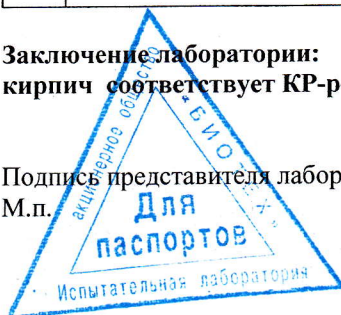 Заключение лаборатории:
кирпич соответствует КР-р
Подпись представителя лабор
М.п.
акционерное общество
«БИОТЕХ»
Для
паспортов
Испытательная лаборатория